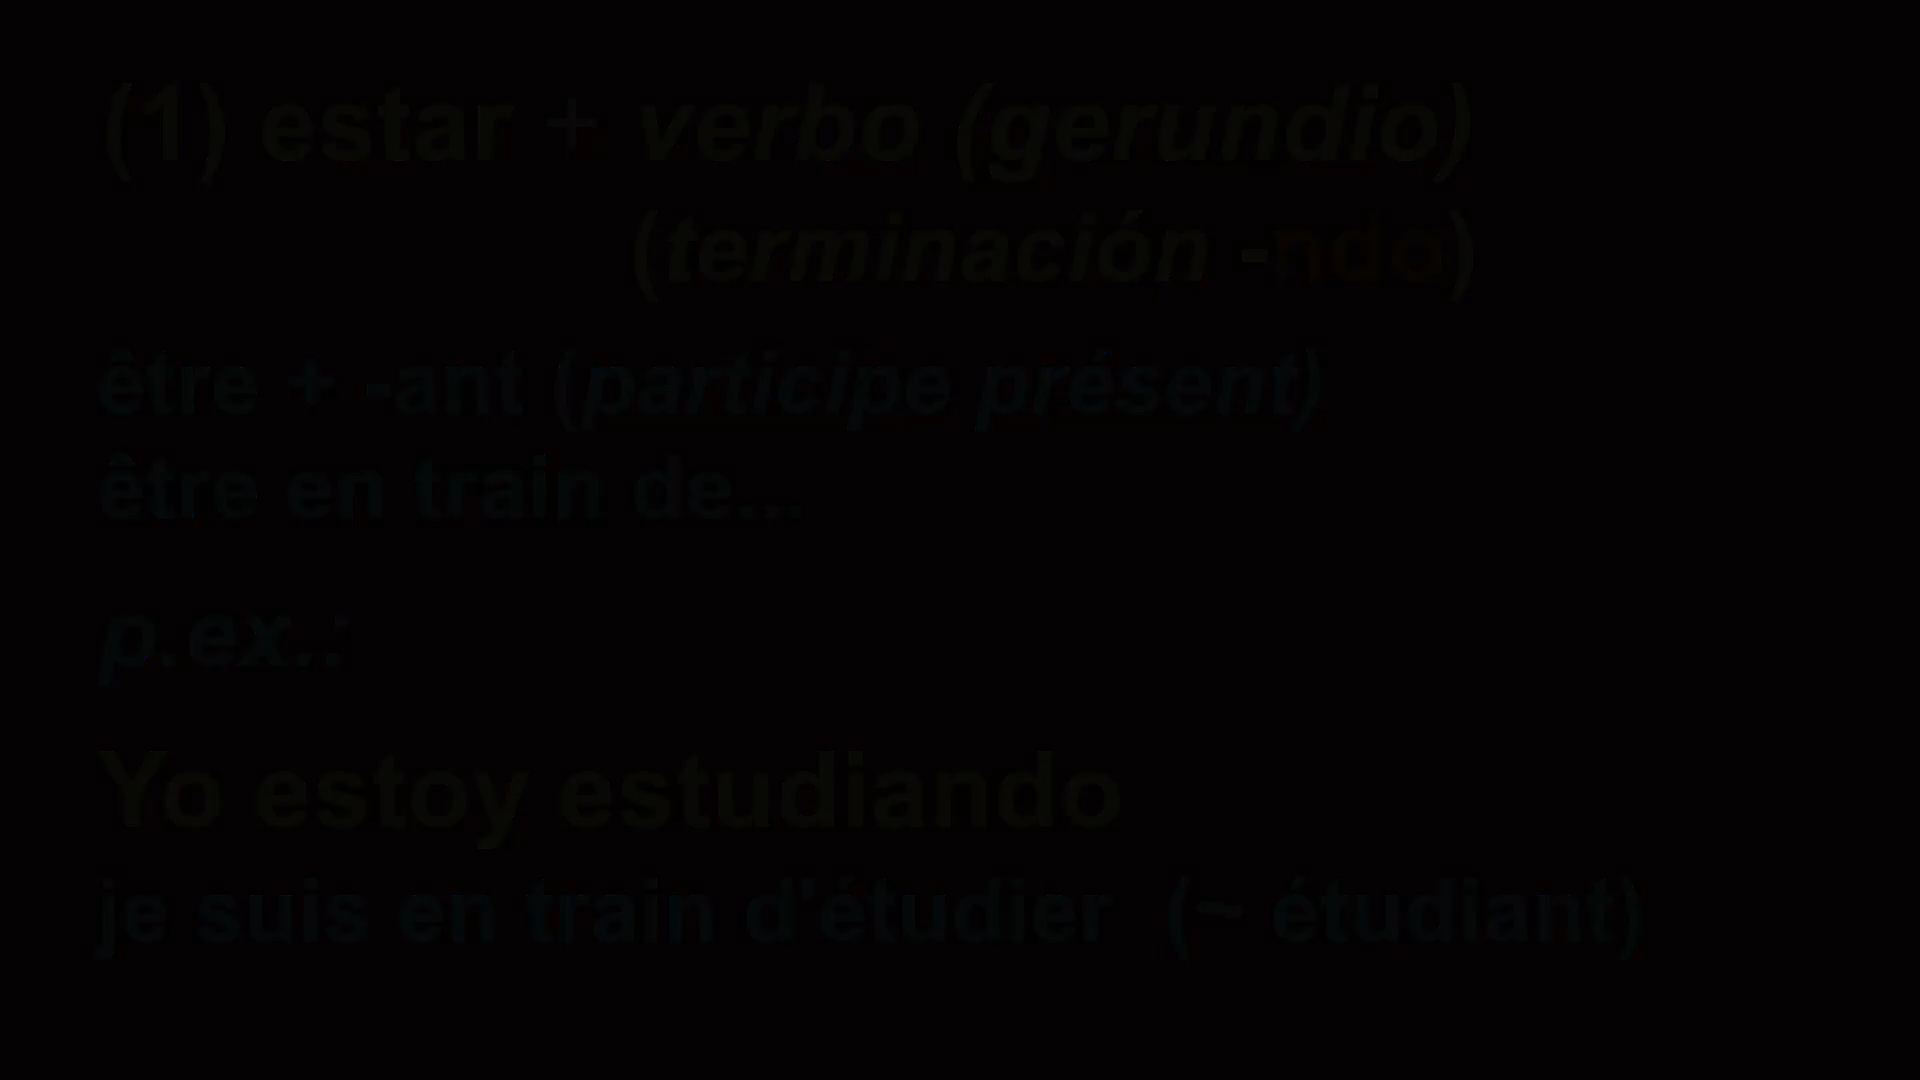 (1) estar + verbo (gerundio)
(terminación -ndo)
être + -ant (participe présent)
être en train de...
p.ex.:
Yo estoy estudiando
je suis en train d'étudier (~ étudiant)